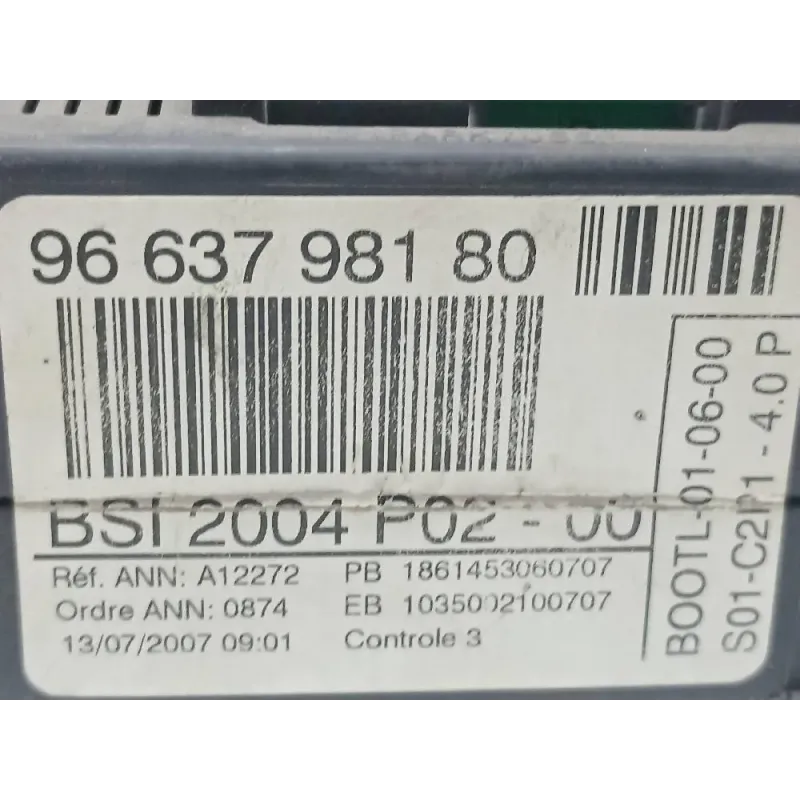 96 637 981 80
BSI 2004 P02 - 00
Réf. ANN: A12272 PB 1861453060707
Ordre ANN: 0874 EB 1035002100707
13/07/2007 09:01 Controle 3
BOOTL-01-06-00
S01-C2P1 - 4.0 P